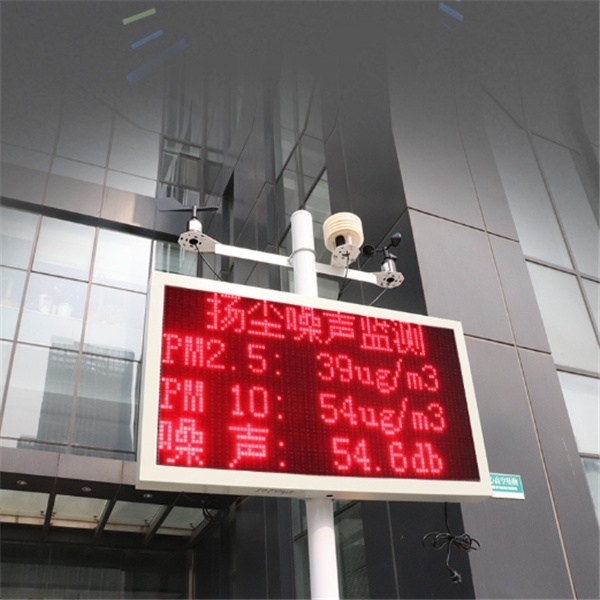 扬尘噪声监测
PM2.5: 39ug/m3
PM 10: 54ug/m3
噪 声: 54.6db